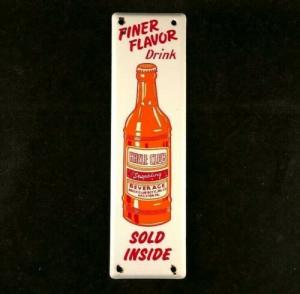 FINER
FLAVOR
Drink
Sparkling
BEVERAGE
SOLD
INSIDE